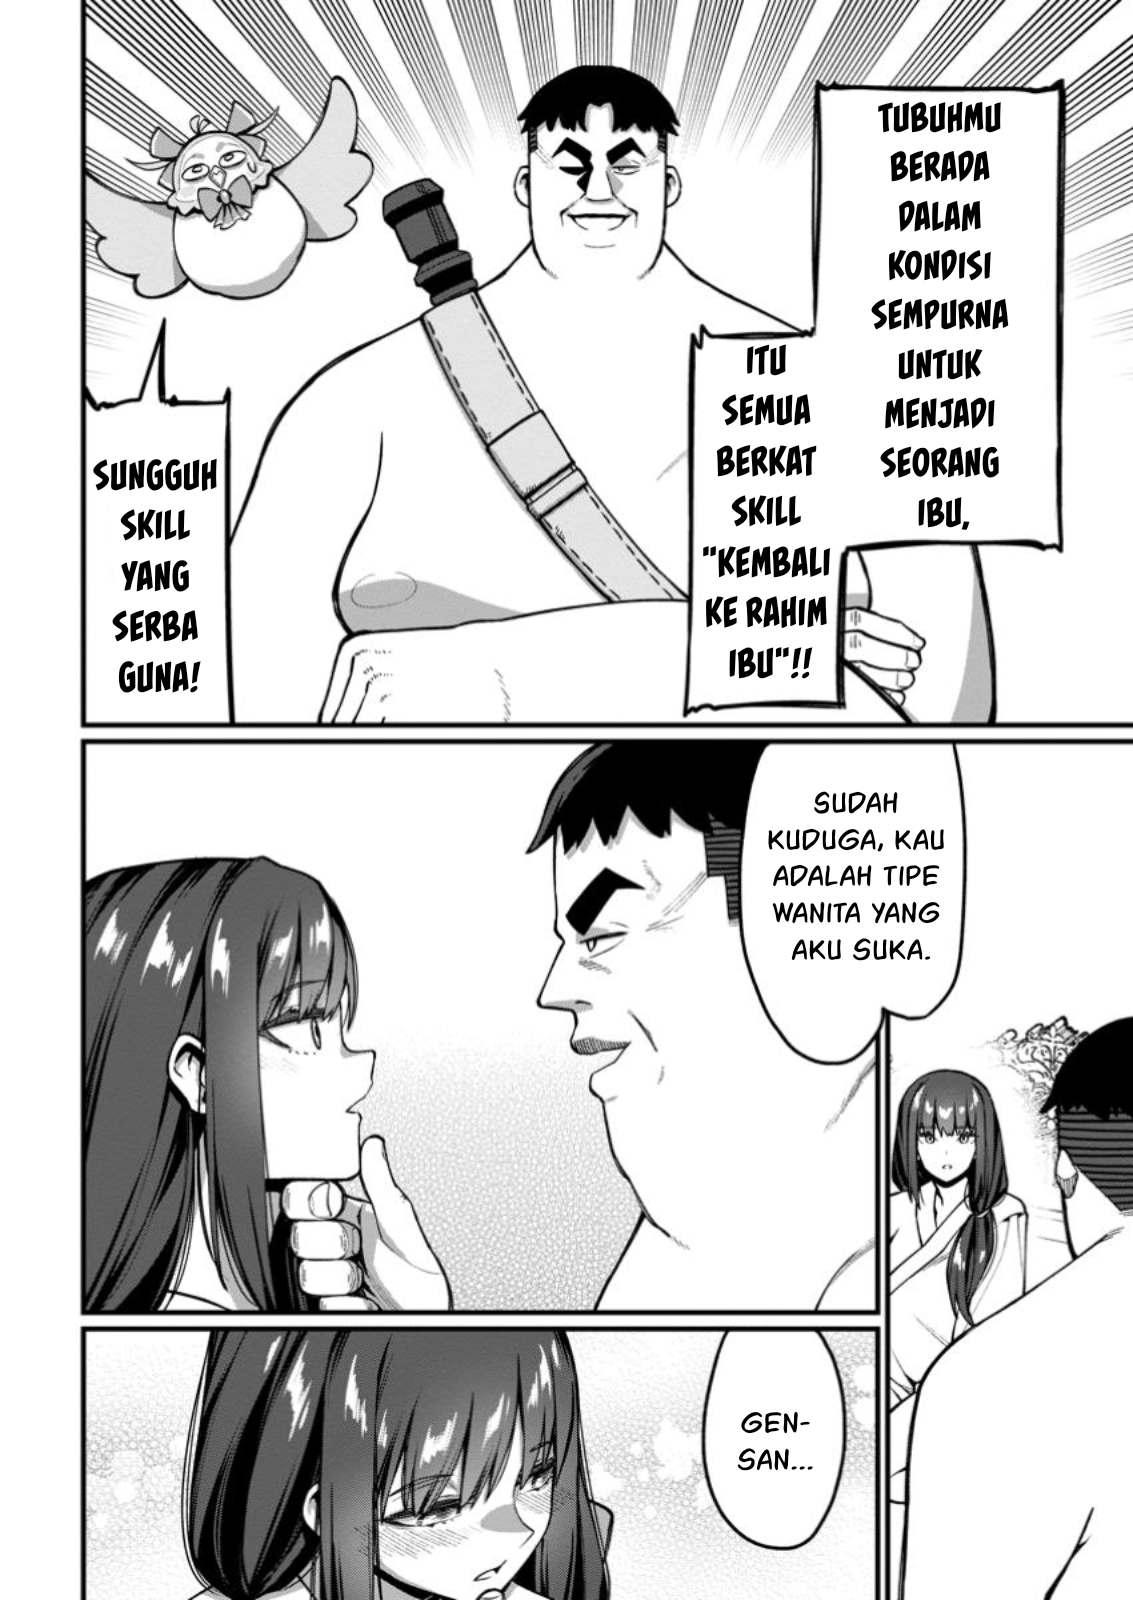 TUBUHMU
BERADA
DALAM
KONDISI
SEMPURNA
UNTUK
MENJADI
SEORANG
IBU,
ITU
SEMUA
BERKAT
SKILL
"KEMBALI
KE RAHIM
IBU"!!
SUNGGUH
SKILL
YANG
SERBA
GUNA!
SUDAH
KUDUGA, KAU
ADALAH TIPE
WANITA YANG
AKU SUKA.
GEN-
SAN...